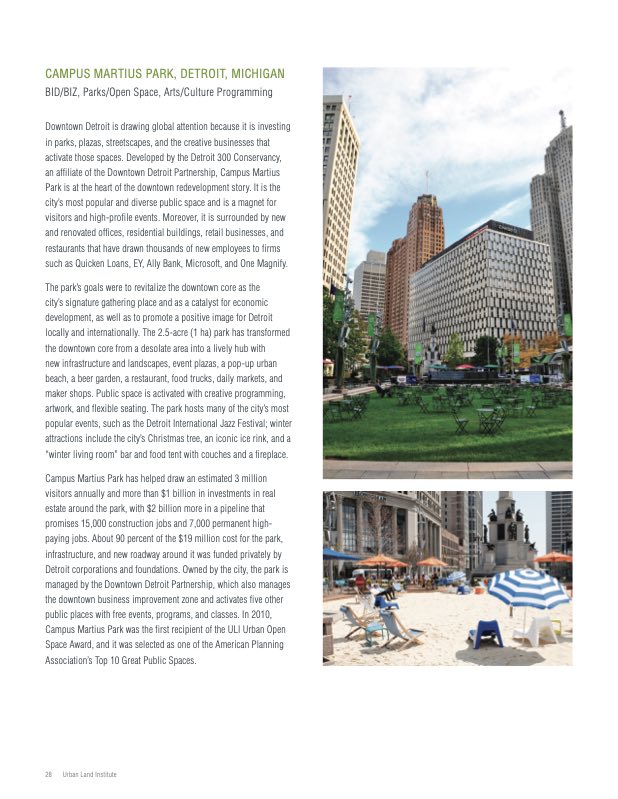 CAMPUS MARTIUS PARK, DETROIT, MICHIGAN
BID/BIZ, Parks/Open Space, Arts/Culture Programming
Downtown Detroit is drawing global attention because it is investing
in parks, plazas, streetscapes, and the creative businesses that
activate those spaces. Developed by the Detroit 300 Conservancy,
an affiliate of the Downtown Detroit Partnership, Campus Martius
Park is at the heart of the downtown redevelopment story. It is the
city's most popular and diverse public space and is a magnet for
visitors and high-profile events. Moreover, it is surrounded by new
and renovated offices, residential buildings, retail businesses, and
restaurants that have drawn thousands of new employees to firms
such as Quicken Loans, EY, Ally Bank, Microsoft, and One Magnify.
The park's goals were to revitalize the downtown core as the
city's signature gathering place and as a catalyst for economic
development, as well as to promote a positive image for Detroit
locally and internationally. The 2.5-acre (1 ha) park has transformed
the downtown core from a desolate area into a lively hub with
new infrastructure and landscapes, event plazas, a pop-up urban
beach, a beer garden, a restaurant, food trucks, daily markets, and
maker shops. Public space is activated with creative programming,
artwork, and flexible seating. The park hosts many of the city's most
popular events, such as the Detroit International Jazz Festival; winter
attractions include the city's Christmas tree, an iconic ice rink, and a
"winter living room" bar and food tent with couches and a fireplace.
Campus Martius Park has helped draw an estimated 3 million
visitors annually and more than $1 billion in investments in real
estate around the park, with $2 billion more in a pipeline that
promises 15,000 construction jobs and 7,000 permanent high-
paying jobs. About 90 percent of the $19 million cost for the park,
infrastructure, and new roadway around it was funded privately by
Detroit corporations and foundations. Owned by the city, the park is
managed by the Downtown Detroit Partnership, which also manages
the downtown business improvement zone and activates five other
public places with free events, programs, and classes. In 2010,
Campus Martius Park was the first recipient of the ULI Urban Open
Space Award, and it was selected as one of the American Planning
Association's Top 10 Great Public Spaces.
28 Urban Land Institute